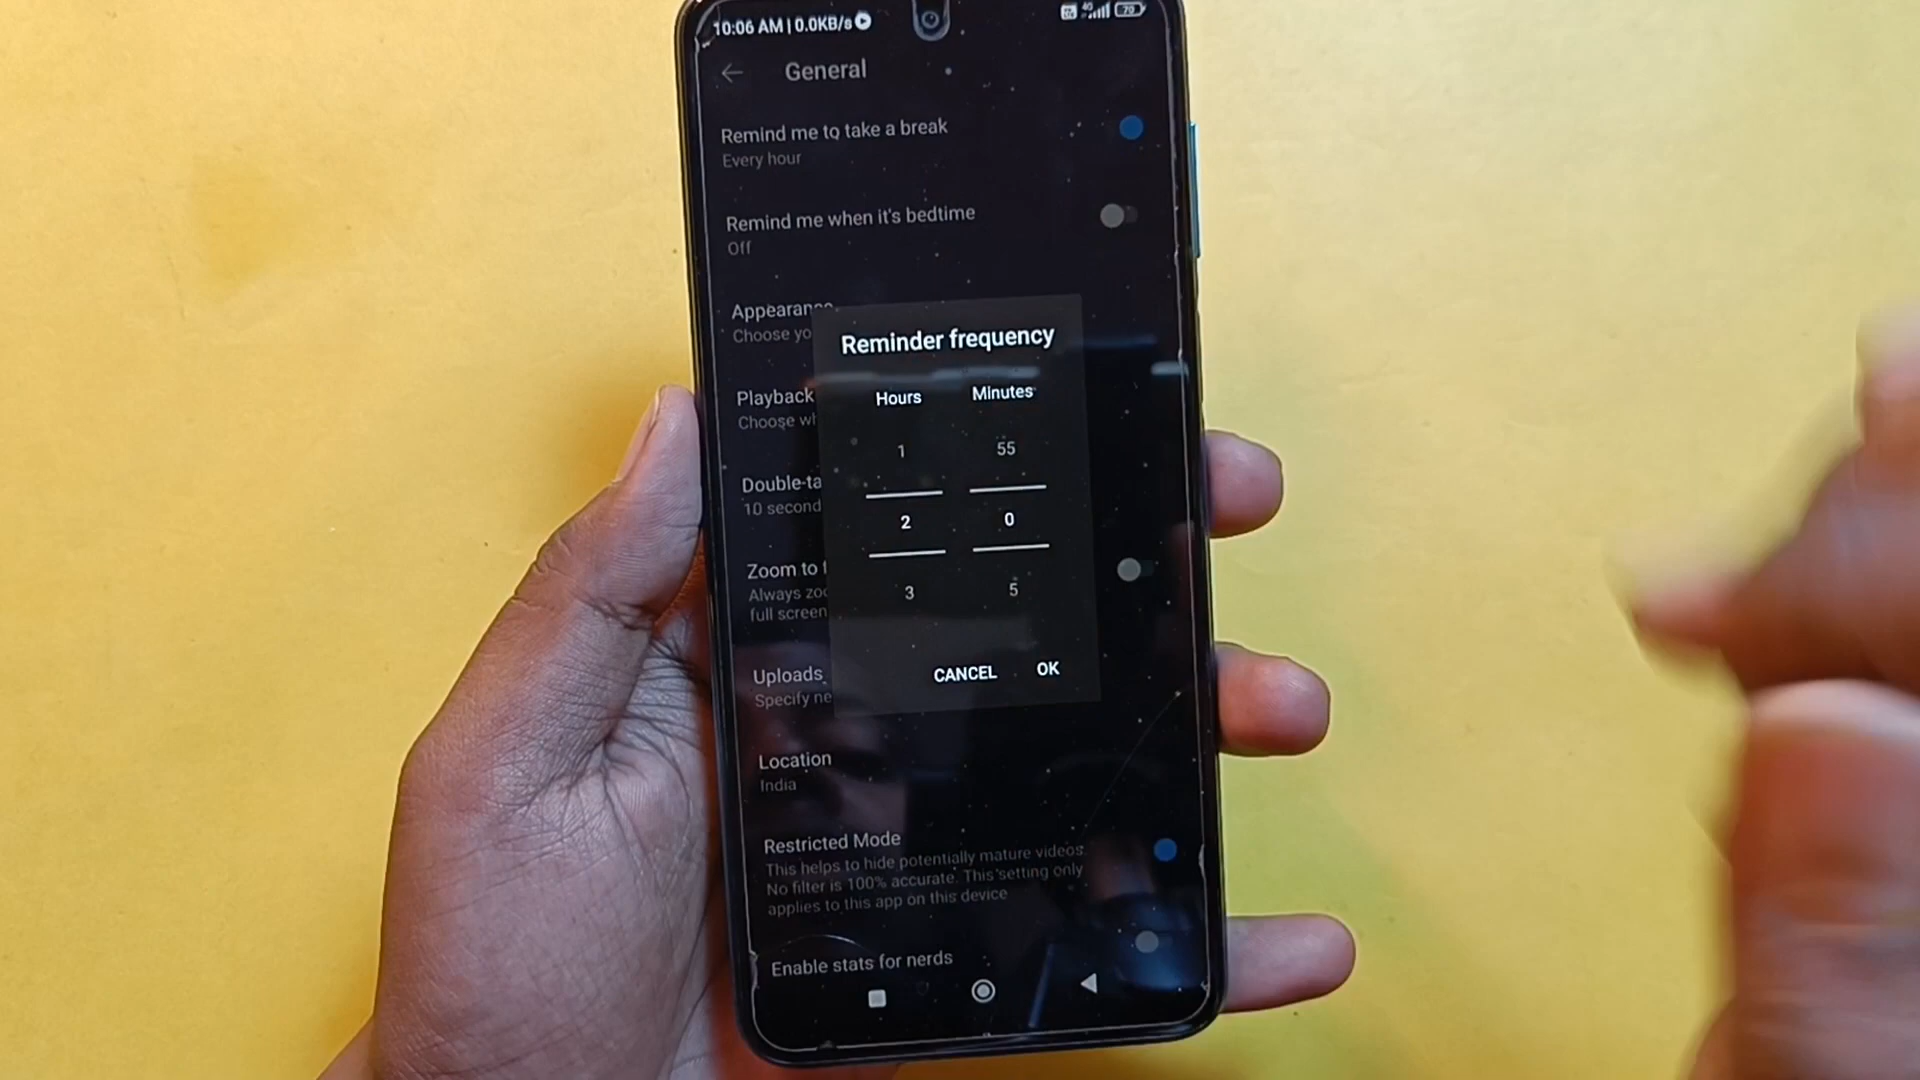 10:06 AM | 0.0KB/s
4G
70
General
Remind me to take a break
Every hour
Remind me when it's bedtime
Off
Appearance
Choose yo
Reminder frequency
Playback
Choose wh
Hours Minutes
1 55
Double-ta
10 second
2 0
Zoom to f
Always zoo
full screen
3 5
CANCEL OK
Uploads
Specify ne
Location
India
Restricted Mode
This helps to hide potentially mature videos.
No filter is 100% accurate. This setting only
applies to this app on this device
Enable stats for nerds